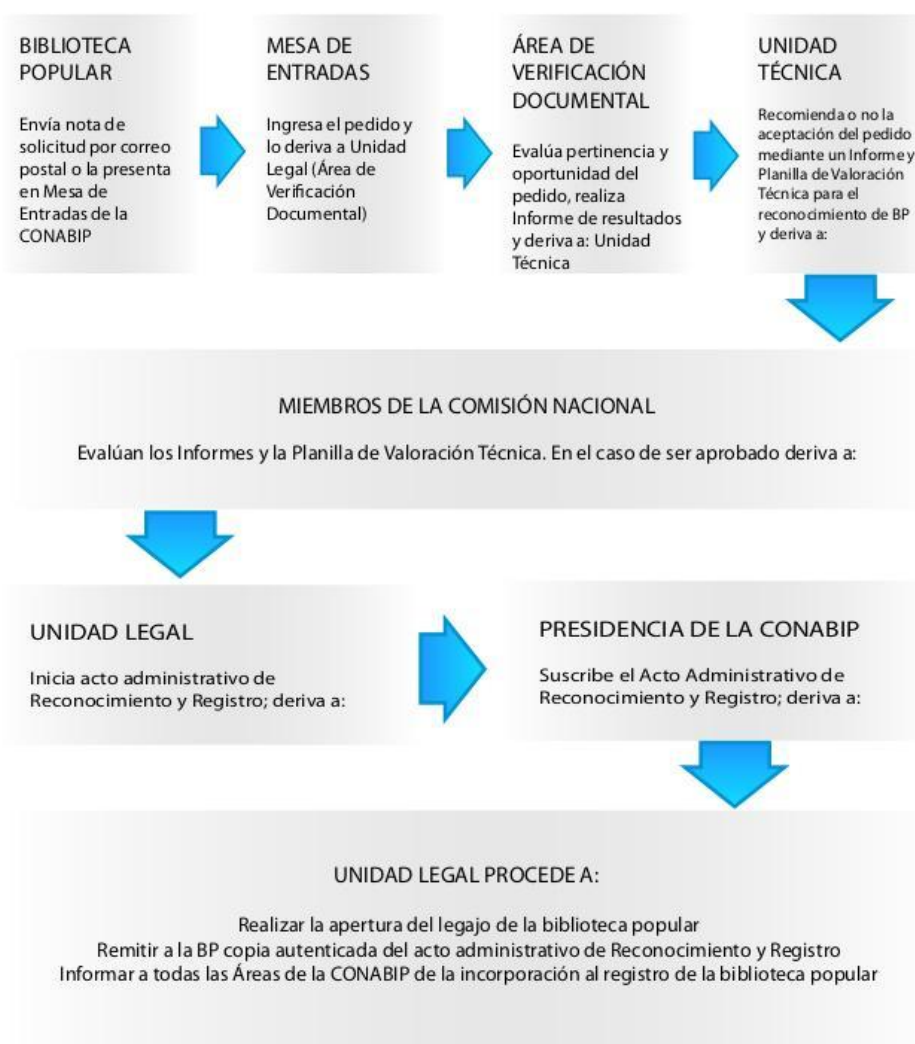 BIBLIOTECA
POPULAR
Envía nota de
solicitud por correo
postal o la presenta
en Mesa de
Entradas de la
CONABIP
MESA DE
ENTRADAS
Ingresa el pedido y
lo deriva a Unidad
Legal (Área de
Verificación
Documental)
ÁREA DE
VERIFICACIÓN
DOCUMENTAL
Evalúa pertinencia y
oportunidad del
pedido, realiza
Informe de resultados
y deriva a: Unidad
Técnica
UNIDAD
TÉCNICA
Recomienda o no la
aceptación del pedido
mediante un Informe y
Planilla de Valoración
Técnica para el
reconocimiento de BP
y deriva a:
MIEMBROS DE LA COMISIÓN NACIONAL
Evalúan los Informes y la Planilla de Valoración Técnica. En el caso de ser aprobado deriva a:
UNIDAD LEGAL
Inicia acto administrativo de
Reconocimiento y Registro; deriva a:
PRESIDENCIA DE LA CONABIP
Suscribe el Acto Administrativo de
Reconocimiento y Registro; deriva a:
UNIDAD LEGAL PROCEDE A:
Realizar la apertura del legajo de la biblioteca popular
Remitir a la BP copia autenticada del acto administrativo de Reconocimiento y Registro
Informar a todas las Áreas de la CONABIP de la incorporación al registro de la biblioteca popular